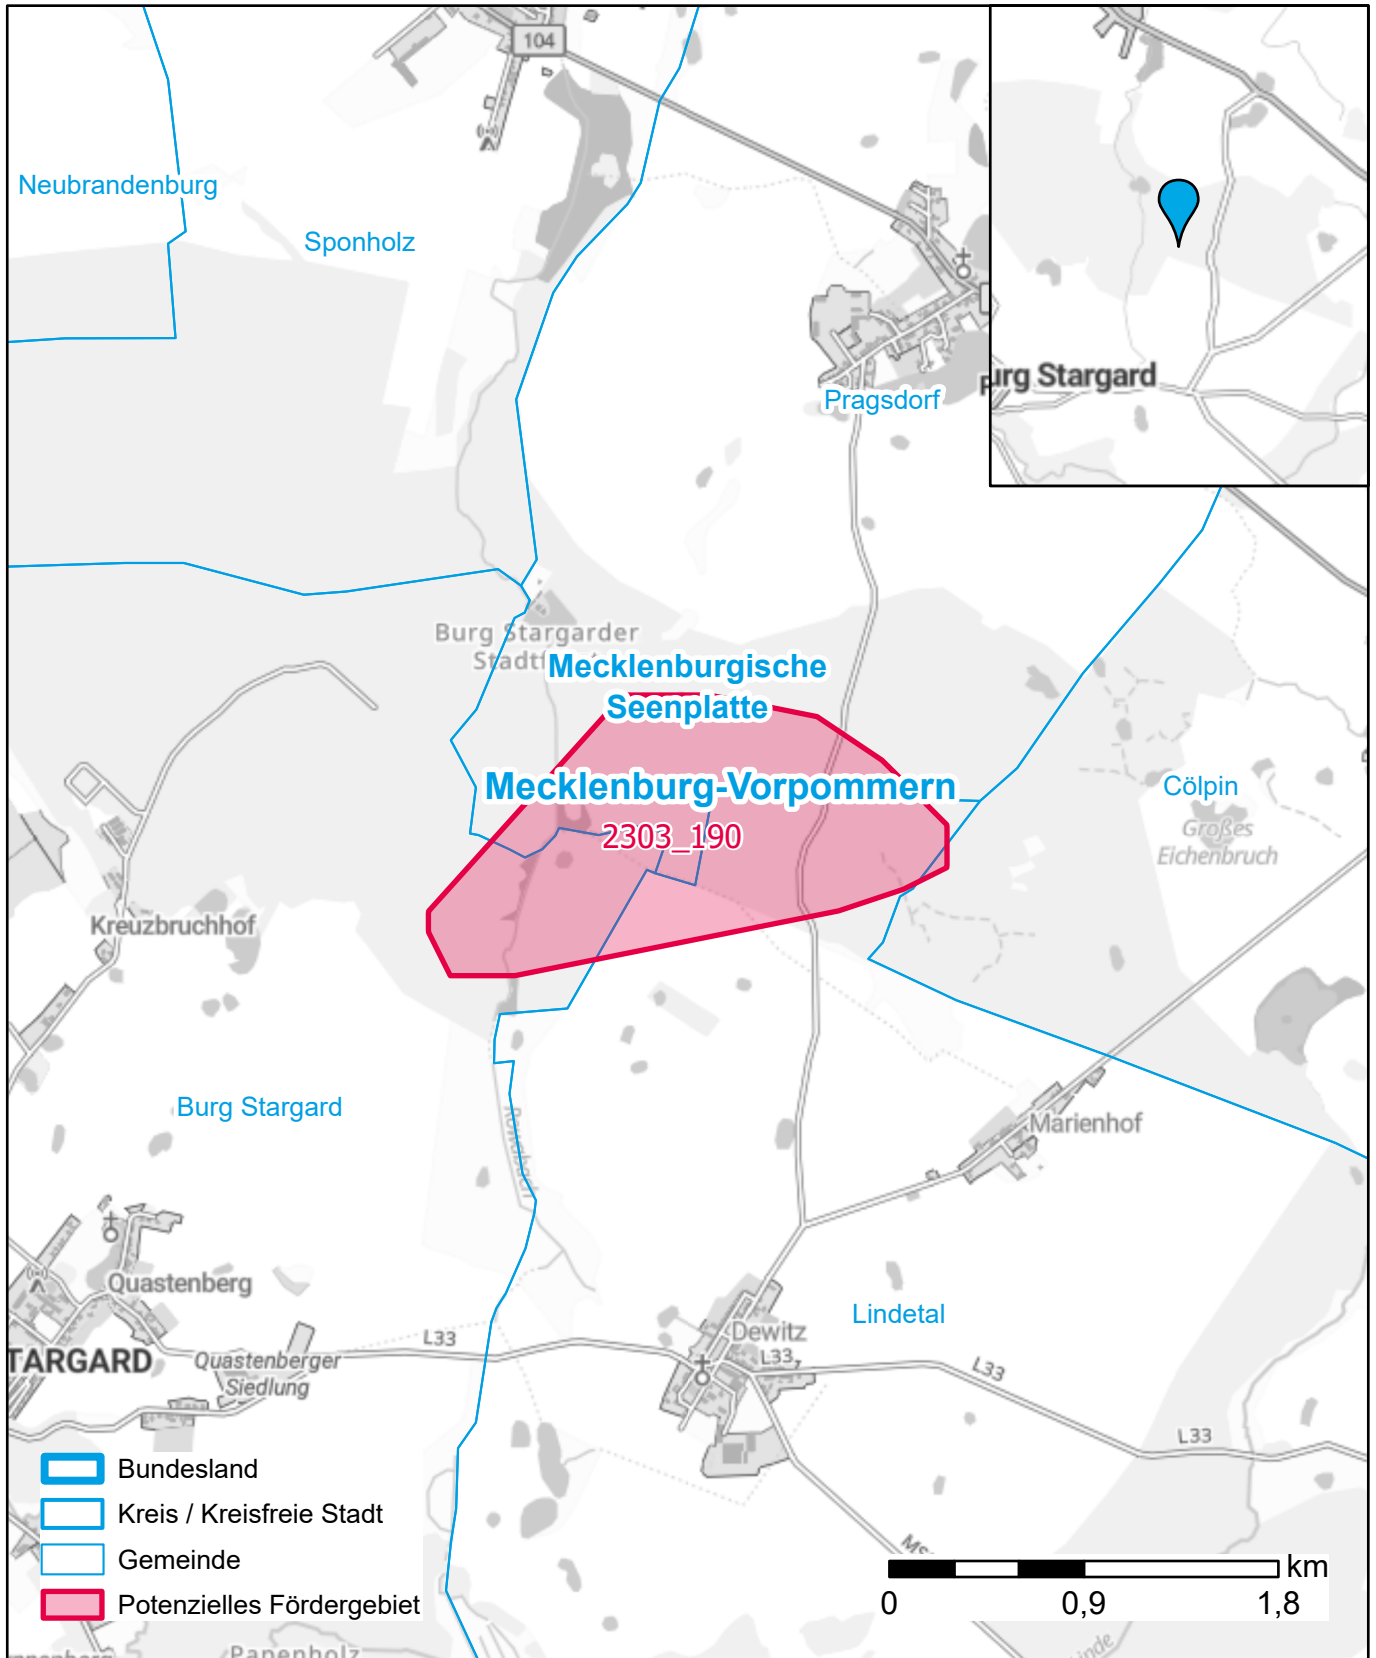 104
Neubrandenburg
Sponholz
Pragsdorf
urg Stargard
Burg Stargarder
Mecklenburgische
Seenplatte
Mecklenburg-Vorpommern
2303_190
Cölpin
Großes
Eichenbruch
Kreuzbruchhof
Burg Stargard
Rowabach
Marienhof
Quastenberg
Lindetal
Dewitz
L33
L33
L33
L33
TARGARD
Quastenberger
Siedlung
Bundesland
Kreis / Kreisfreie Stadt
Gemeinde
Potenzielles Fördergebiet
km
0
0,9
1,8
Papenholz